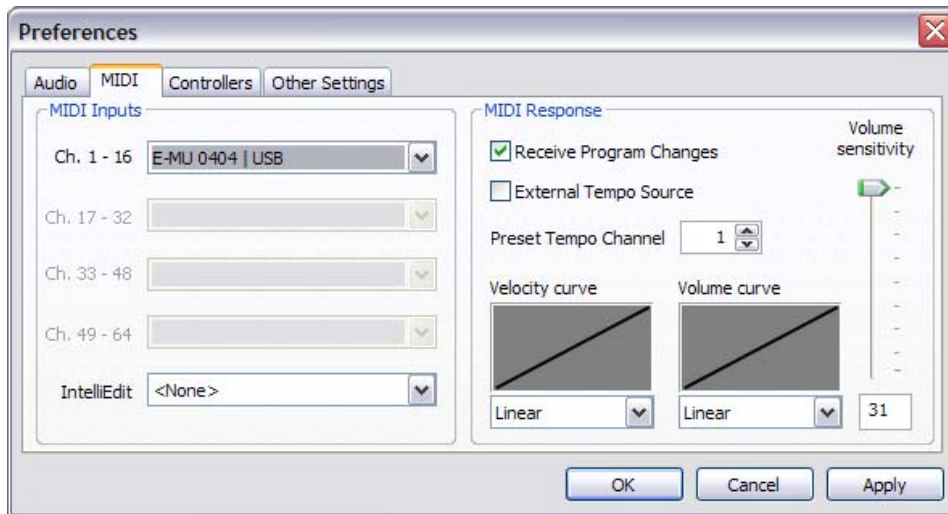 Preferences
Audio MIDI Controllers Other Settings
MIDI Inputs
Ch. 1 - 16 E-MU 0404 | USB
Ch. 17 - 32
Ch. 33 - 48
Ch. 49 - 64
IntelliEdit <None>
MIDI Response
Receive Program Changes
External Tempo Source
Preset Tempo Channel 1
Velocity curve Volume curve
Linear Linear
Volume
sensitivity
31
OK Cancel Apply